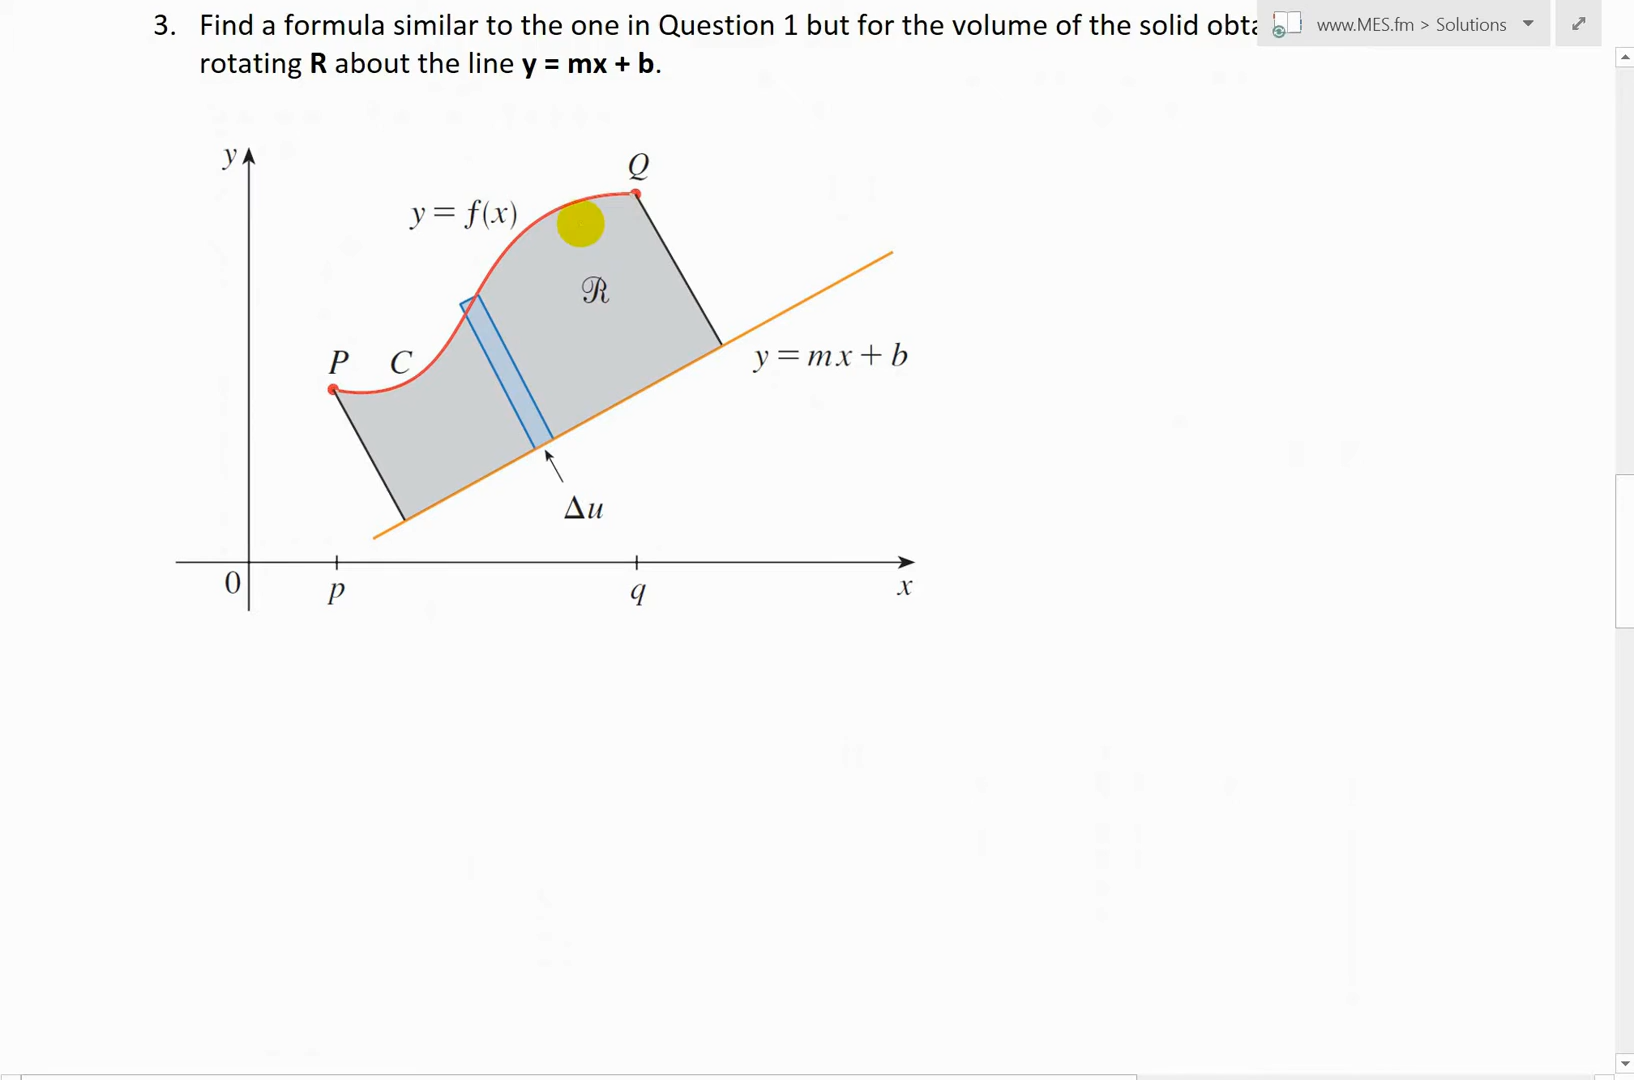 3. Find a formula similar to the one in Question 1 but for the volume of the solid obta
www.MES.fm > Solutions
rotating R about the line y = mx + b.
y
Q
y = f(x)
ℛ
P
C
y = mx + b
Δu
0
p
q
x